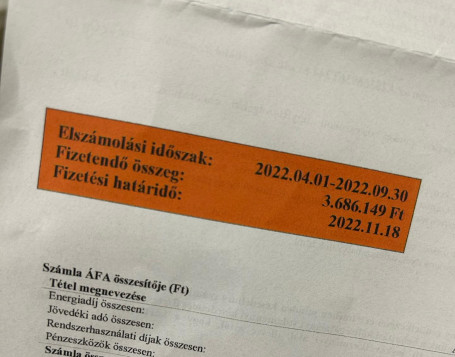 Elszámolási időszak: 2022.04.01-2022.09.30
Fizetendő összeg: 3.686.149 Ft
Fizetési határidő: 2022.11.18
Számla ÁFA összesítője (Ft)
Tétel megnevezése
Energiadíj összesen:
Jövedéki adó összesen:
Rendszerhasználati díjak összesen:
Pénzeszközök összesen:
Számla